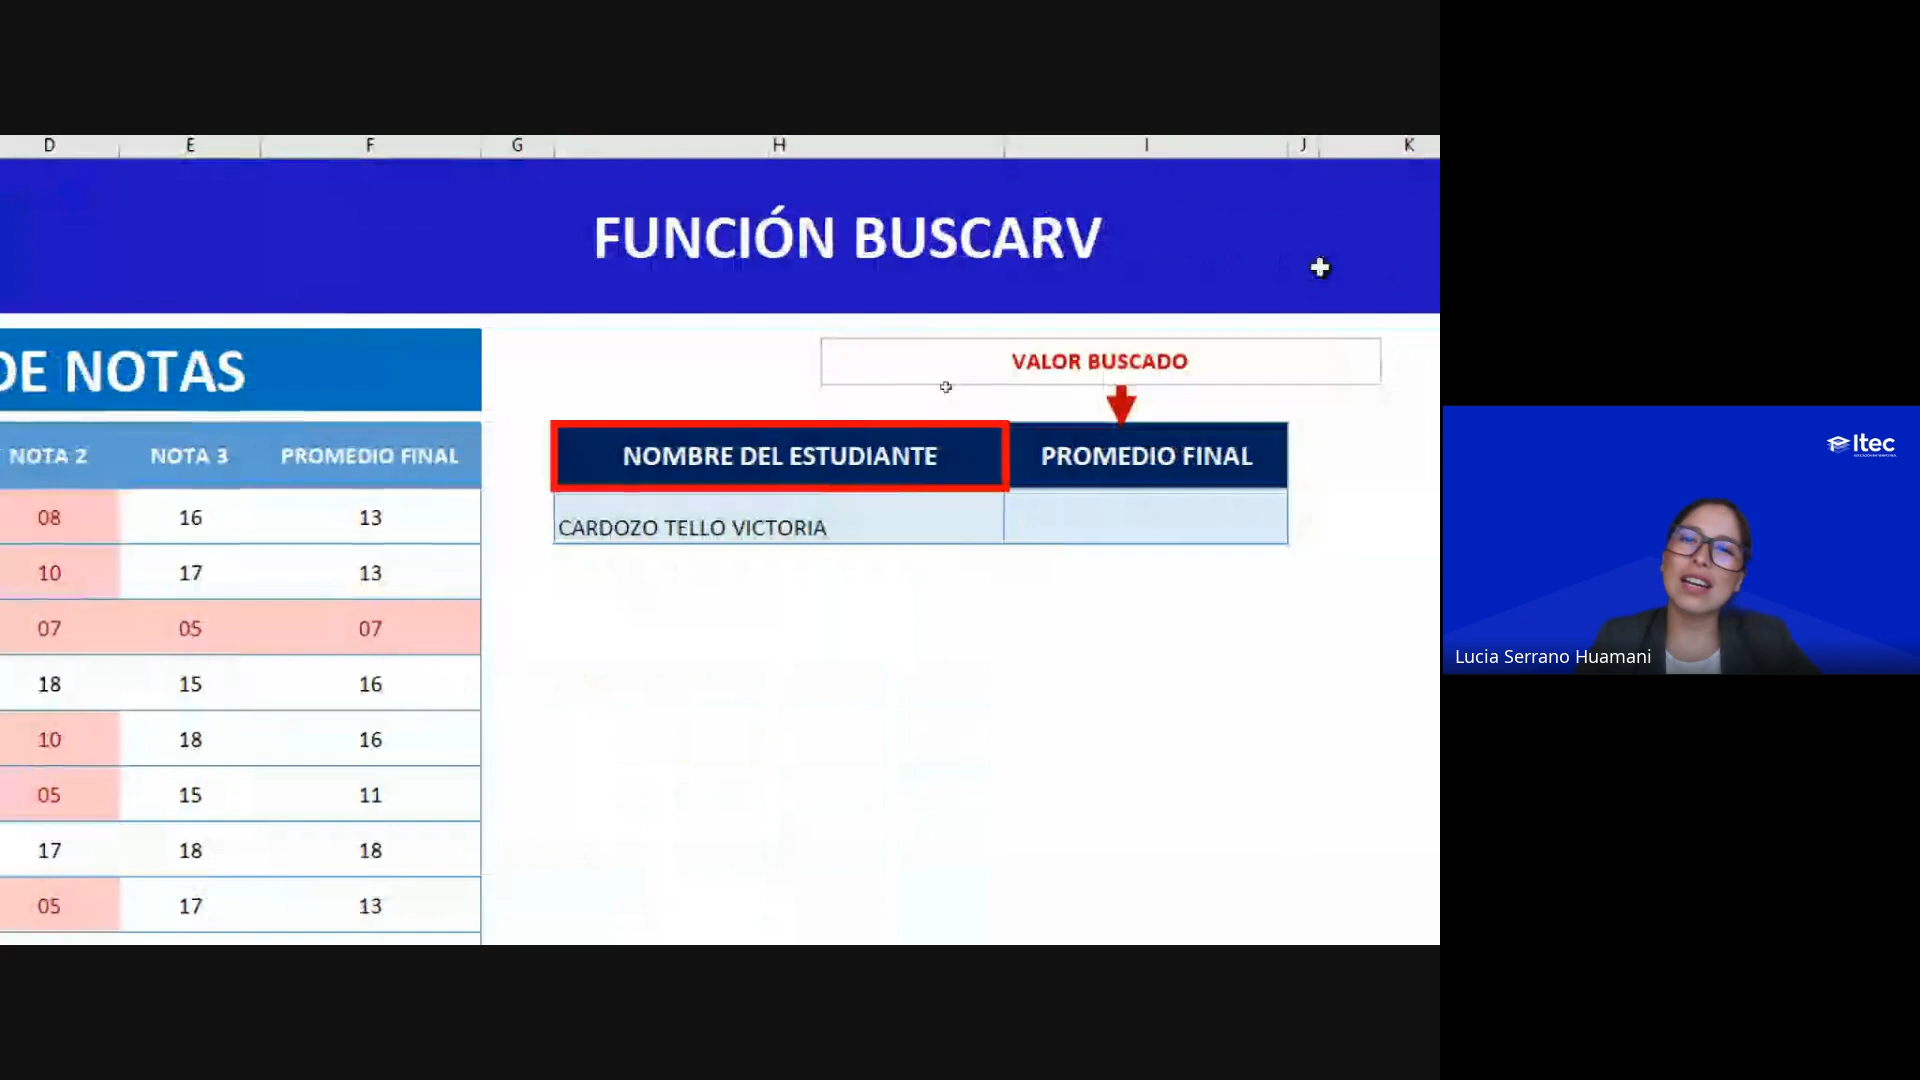 D E F G H I J K
FUNCIÓN BUSCARV
DE NOTAS
VALOR BUSCADO
NOTA 2 NOTA 3 PROMEDIO FINAL
NOMBRE DEL ESTUDIANTE PROMEDIO FINAL
08 16 13
CARDOZO TELLO VICTORIA
10 17 13
07 05 07
18 15 16
10 18 16
05 15 11
17 18 18
05 17 13
Itec
Lucia Serrano Huamani